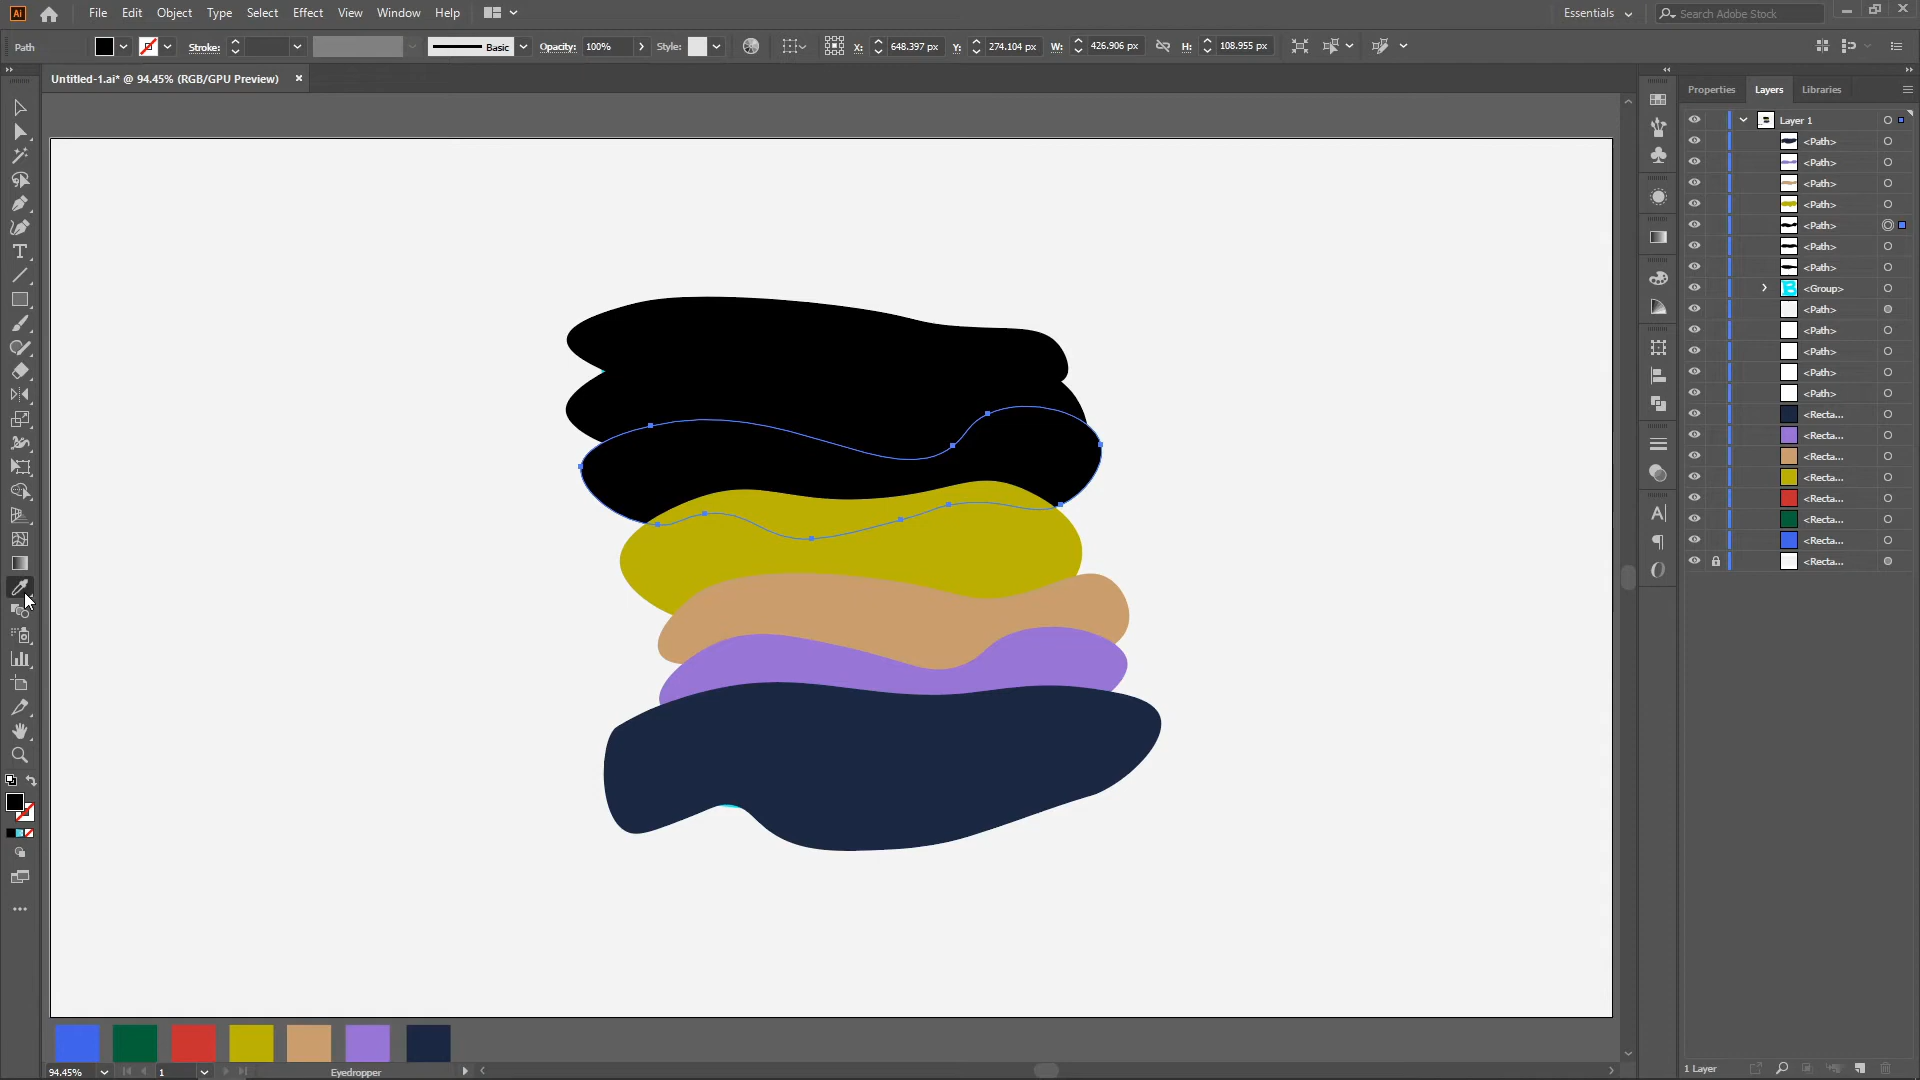 Ai File Edit Object Type Select Effect View Window Help Essentials Search Adobe Stock
Path Stroke: Basic Opacity: 100% Style: X: 648.397 px Y: 274.104 px W: 426.906 px H: 108.955 px
Untitled-1.ai* @ 94.45% (RGB/GPU Preview) ×
Properties Layers Libraries
Layer 1
<Path>
<Path>
<Path>
<Path>
<Path>
<Path>
<Path>
<Group>
<Path>
<Path>
<Path>
<Path>
<Path>
<Recta...
<Recta...
<Recta...
<Recta...
<Recta...
<Recta...
<Recta...
<Recta...
94.45% 1 Eyedropper
1 Layer